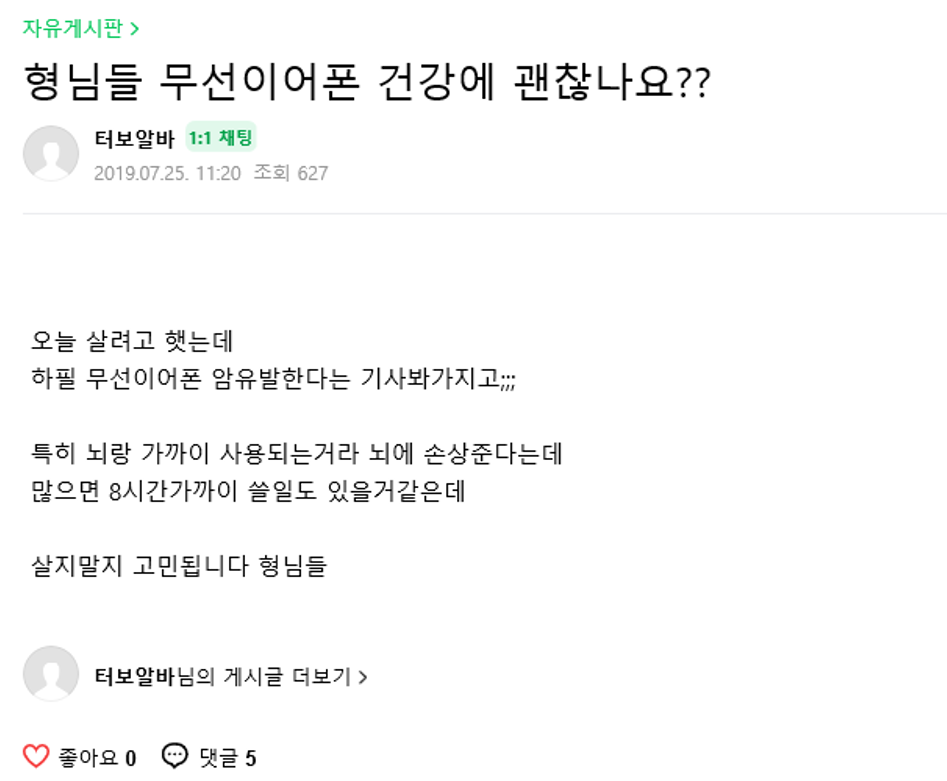 자유게시판 >
형님들 무선이어폰 건강에 괜찮나요??
터보알바 1:1 채팅
2019.07.25. 11:20 조회 627
오늘 살려고 햇는데
하필 무선이어폰 암유발한다는 기사봐가지고;;;
특히 뇌랑 가까이 사용되는거라 뇌에 손상준다는데
많으면 8시간가까이 쓸일도 있을거같은데
살지말지 고민됩니다 형님들
터보알바님의 게시글 더보기 >
좋아요 0 댓글 5